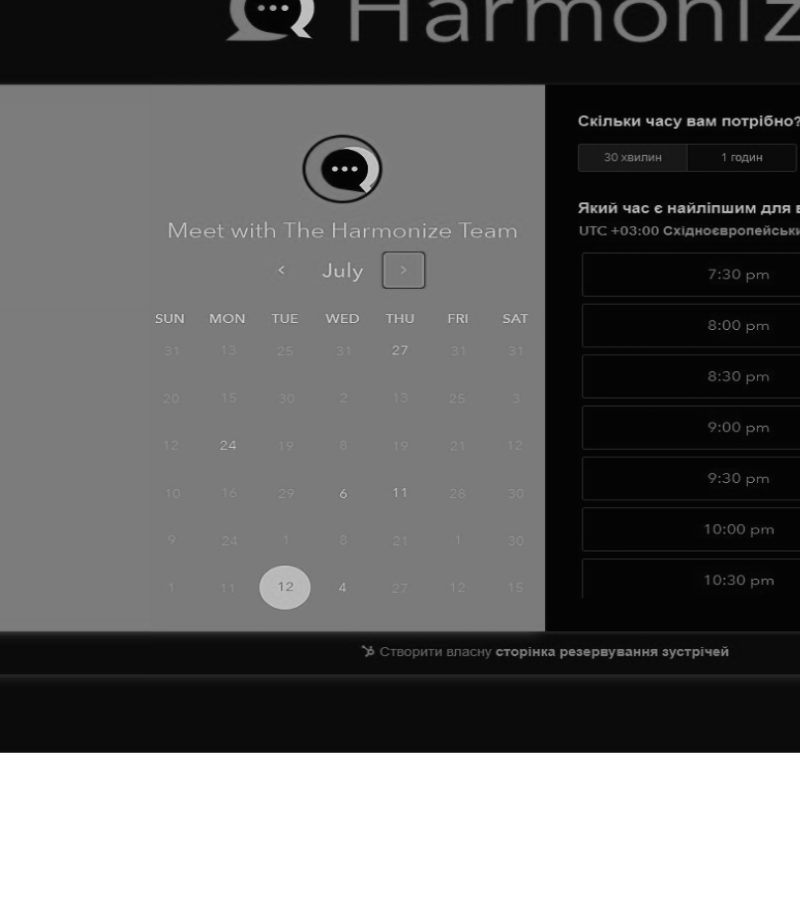 Harmoniz
Meet with The Harmonize Team
July
SUN MON TUE WED THU FRI SAT
31 13 25 31 27 31 31
20 15 30 2 13 25 3
12 24 19 8 19 21 12
10 16 29 6 11 28 30
9 24 1 8 21 1 30
1 11 12 4 27 12 15
Скільки часу вам потрібно?
30 хвилин 1 годин
Який час є найліпшим для
UTC +03:00 Східноєвропейськи
7:30 pm
8:00 pm
8:30 pm
9:00 pm
9:30 pm
10:00 pm
10:30 pm
Створити власну сторінка резервування зустрічей